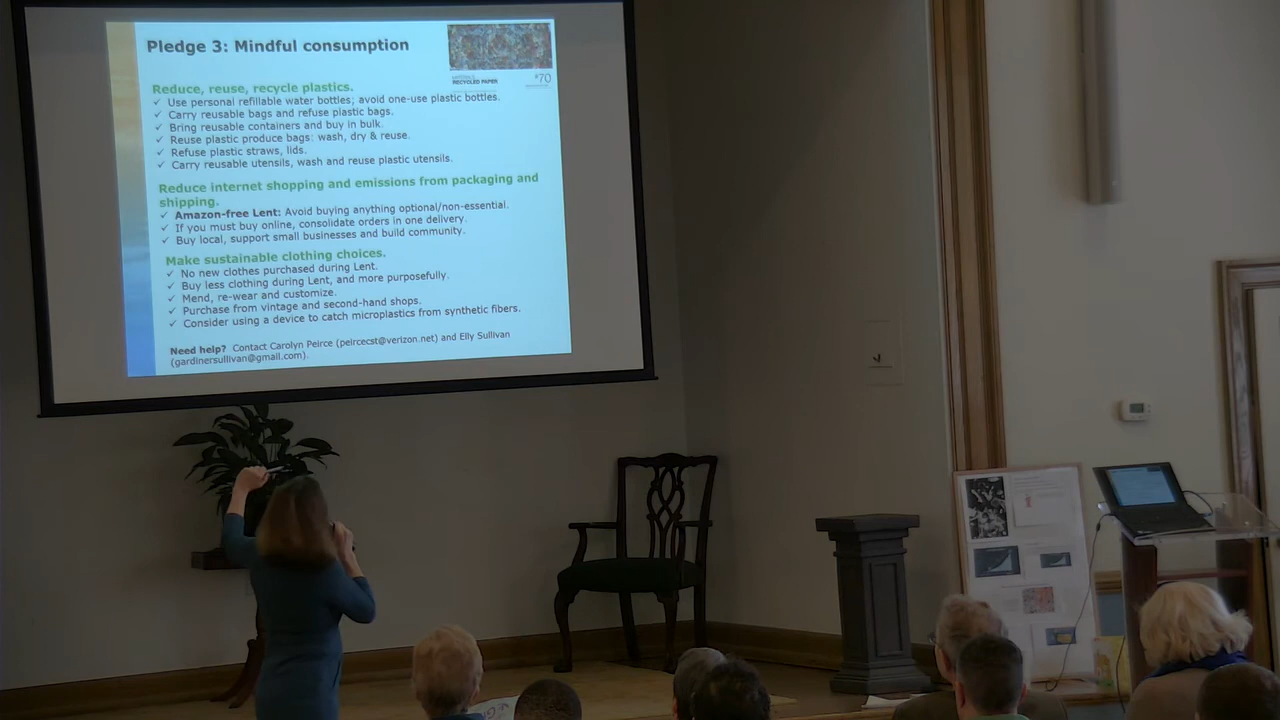 Pledge 3: Mindful consumption
RECYCLED PAPER
$70
Reduce, reuse, recycle plastics.
✓ Use personal refillable water bottles; avoid one-use plastic bottles.
✓ Carry reusable bags and refuse plastic bags.
✓ Bring reusable containers and buy in bulk.
✓ Reuse plastic produce bags: wash, dry & reuse.
✓ Refuse plastic straws, lids.
✓ Carry reusable utensils, wash and reuse plastic utensils.
Reduce internet shopping and emissions from packaging and
shipping.
✓ Amazon-free Lent: Avoid buying anything optional/non-essential.
✓ If you must buy online, consolidate orders in one delivery.
✓ Buy local, support small businesses and build community.
Make sustainable clothing choices.
✓ No new clothes purchased during Lent.
✓ Buy less clothing during Lent, and more purposefully.
✓ Mend, re-wear and customize.
✓ Purchase from vintage and second-hand shops.
✓ Consider using a device to catch microplastics from synthetic fibers.
Need help? Contact Carolyn Peirce (peircecst@verizon.net) and Elly Sullivan
(gardinersullivan@gmail.com).